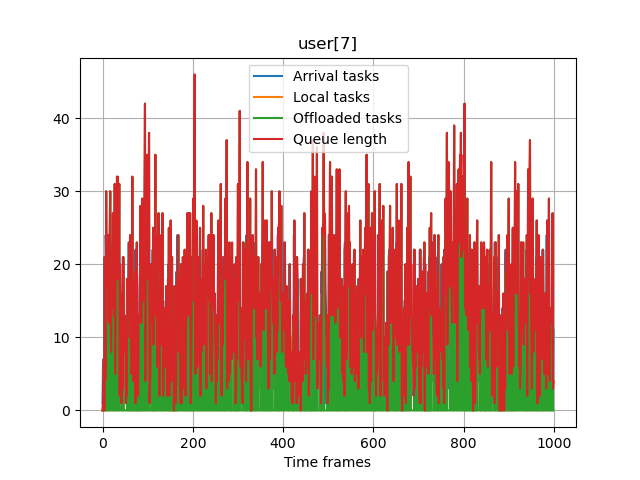 user[7]
Arrival tasks
Local tasks
Offloaded tasks
Queue length
40
30
20
10
0
0 200 400 600 800 1000
Time frames